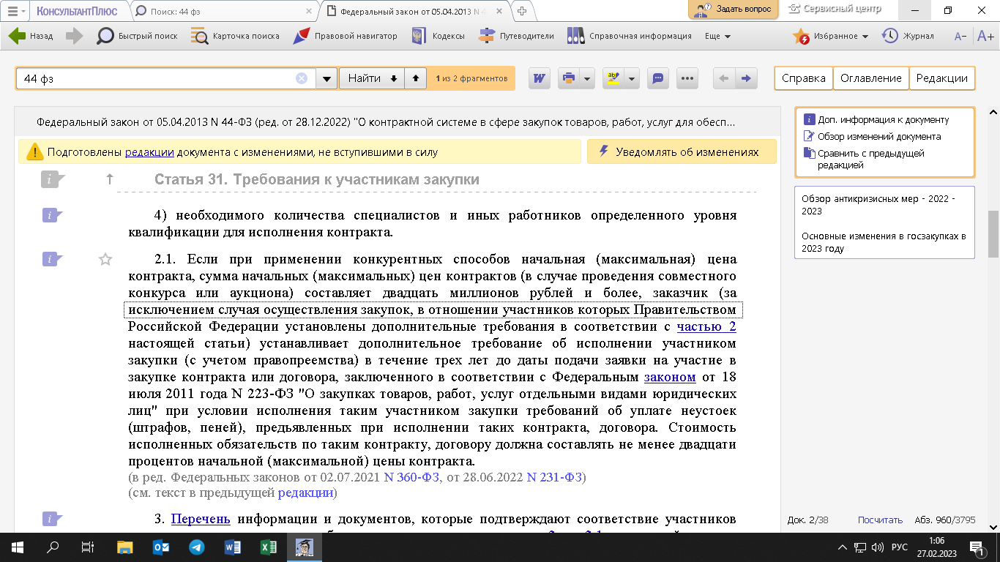 КОНСУЛЬТАНТПЛЮС
Поиск: 44 фз
Федеральный закон от 05.04.2013 N 4
Задать вопрос
Сервисный центр
Назад
Быстрый поиск
Карточка поиска
Правовой навигатор
Кодексы
Путеводители
Справочная информация
Еще
Избранное
Журнал
A−
A+
44 фз
Найти
1 из 2 фрагментов
W
Справка
Оглавление
Редакции
Федеральный закон от 05.04.2013 N 44-ФЗ (ред. от 28.12.2022) "О контрактной системе в сфере закупок товаров, работ, услуг для обесп...
Подготовлены редакции документа с изменениями, не вступившими в силу
Уведомлять об изменениях
Статья 31. Требования к участникам закупки
4) необходимого количества специалистов и иных работников определенного уровня
квалификации для исполнения контракта.
2.1. Если при применении конкурентных способов начальная (максимальная) цена
контракта, сумма начальных (максимальных) цен контрактов (в случае проведения совместного
конкурса или аукциона) составляет двадцать миллионов рублей и более, заказчик (за
исключением случая осуществления закупок, в отношении участников которых Правительством
Российской Федерации установлены дополнительные требования в соответствии с частью 2
настоящей статьи) устанавливает дополнительное требование об исполнении участником
закупки (с учетом правопреемства) в течение трех лет до даты подачи заявки на участие в
закупке контракта или договора, заключенного в соответствии с Федеральным законом от 18
июля 2011 года N 223-ФЗ "О закупках товаров, работ, услуг отдельными видами юридических
лиц" при условии исполнения таким участником закупки требований об уплате неустоек
(штрафов, пеней), предъявленных при исполнении таких контракта, договора. Стоимость
исполненных обязательств по таким контракту, договору должна составлять не менее двадцати
процентов начальной (максимальной) цены контракта.
(в ред. Федеральных законов от 02.07.2021 N 360-ФЗ, от 28.06.2022 N 231-ФЗ)
(см. текст в предыдущей редакции)
3. Перечень информации и документов, которые подтверждают соответствие участников
Доп. информация к документу
Обзор изменений документа
Сравнить с предыдущей
редакцией
Обзор антикризисных мер - 2022 -
2023
Основные изменения в госзакупках в
2023 году
Док. 2/38
Посчитать
Абз. 960/3795
РУС
1:06
27.02.2023
1